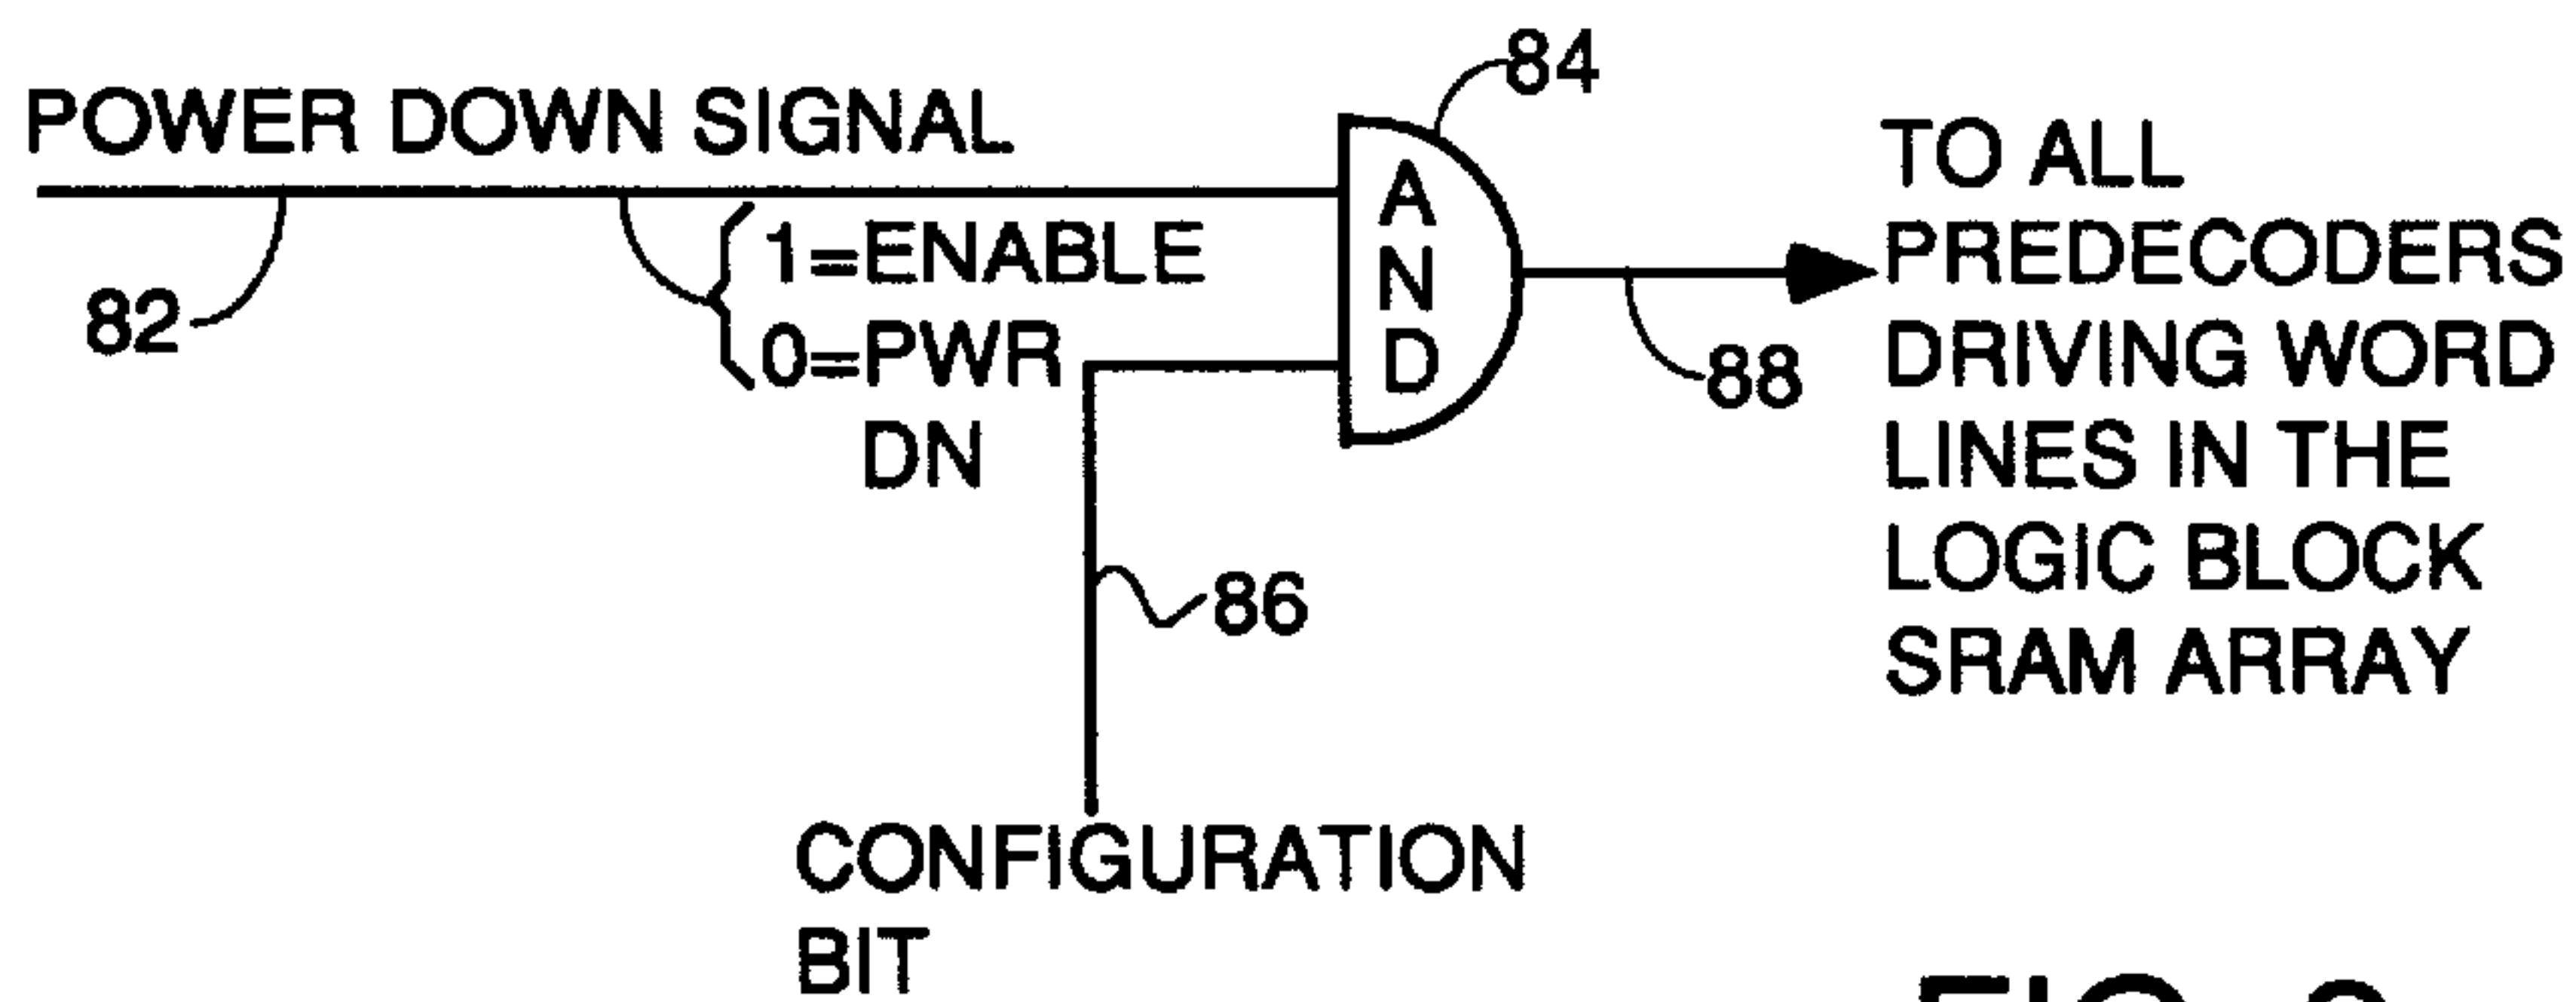 POWER DOWN SIGNAL
82
1=ENABLE
0=PWR
DN
84
A
N
D
86
CONFIGURATION
BIT
88
TO ALL
PREDECODERS
DRIVING WORD
LINES IN THE
LOGIC BLOCK
SRAM ARRAY